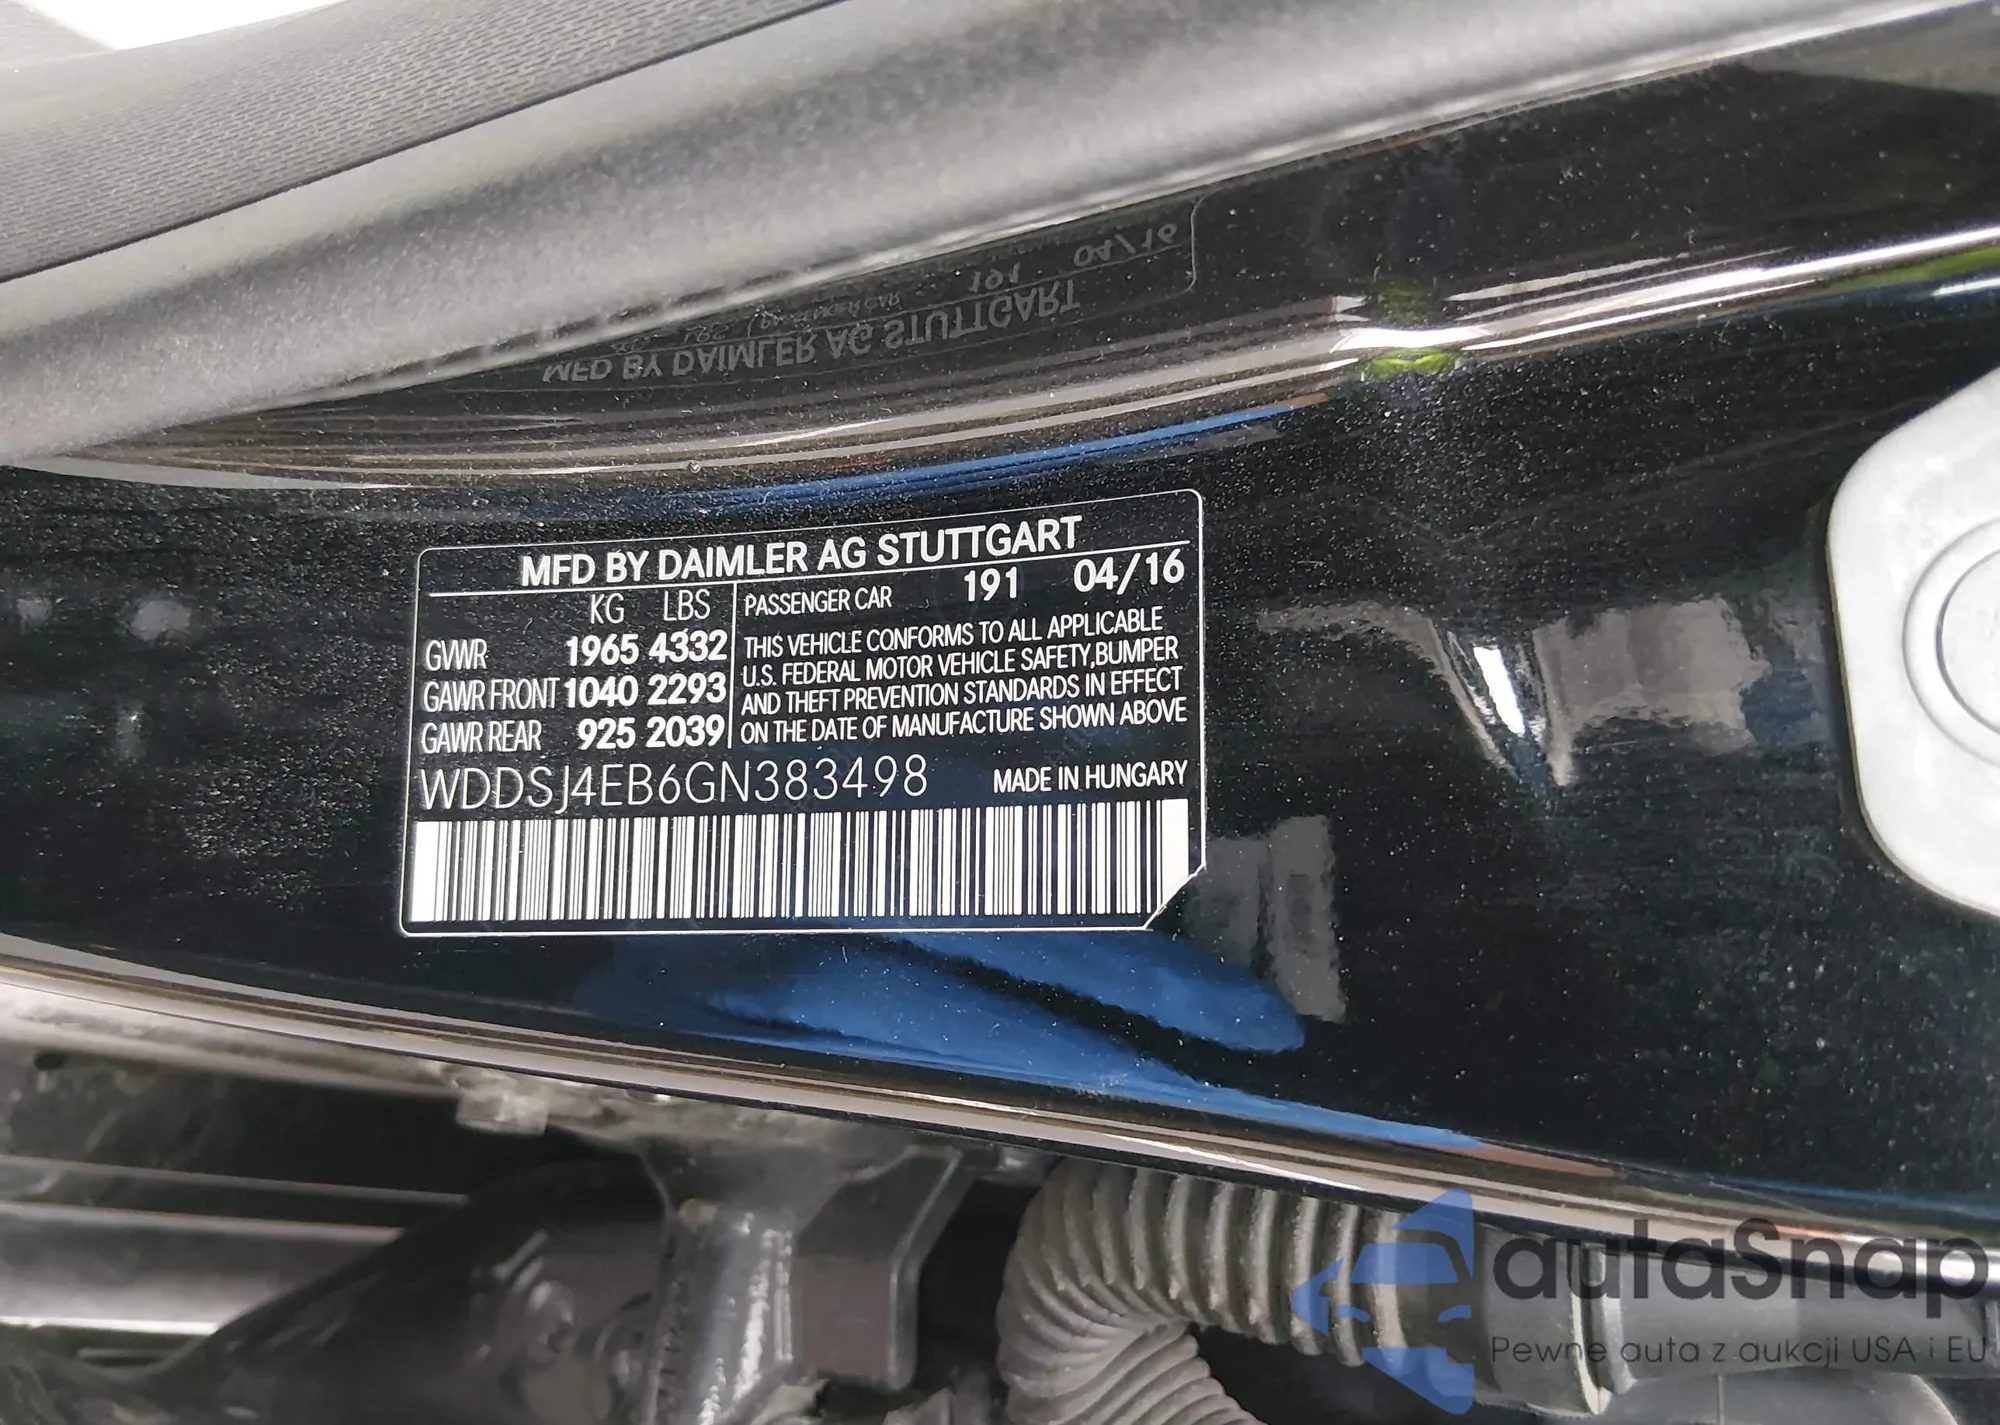 MFD BY DAIMLER AG STUTTGART
KG LBS PASSENGER CAR 191 04/16
GVWR 1965 4332
GAWR FRONT 1040 2293
GAWR REAR 925 2039
THIS VEHICLE CONFORMS TO ALL APPLICABLE
U.S. FEDERAL MOTOR VEHICLE SAFETY,BUMPER
AND THEFT PREVENTION STANDARDS IN EFFECT
ON THE DATE OF MANUFACTURE SHOWN ABOVE
WDDSJ4EB6GN383498 MADE IN HUNGARY
autaSnap
Pewne auta z aukcji USA i EU